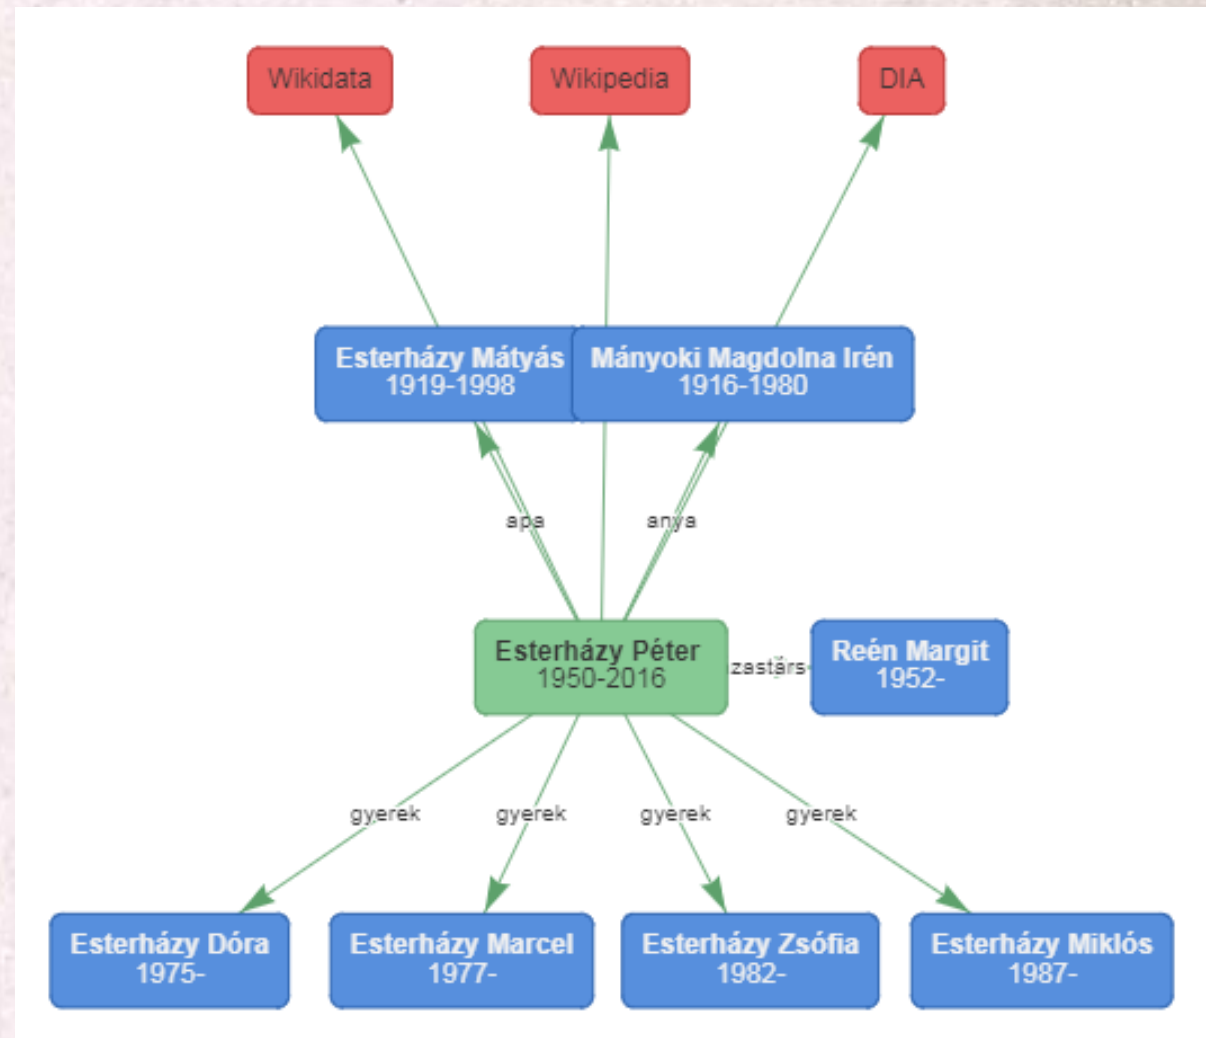 Wikidata
Wikipedia
DIA
Esterházy Mátyás
1919-1998
Mányoki Magdolna Irén
1916-1980
apa
anya
Esterházy Péter
1950-2016
zastárs
Reén Margit
1952-
gyerek
gyerek
gyerek
gyerek
Esterházy Dóra
1975-
Esterházy Marcel
1977-
Esterházy Zsófia
1982-
Esterházy Miklós
1987-